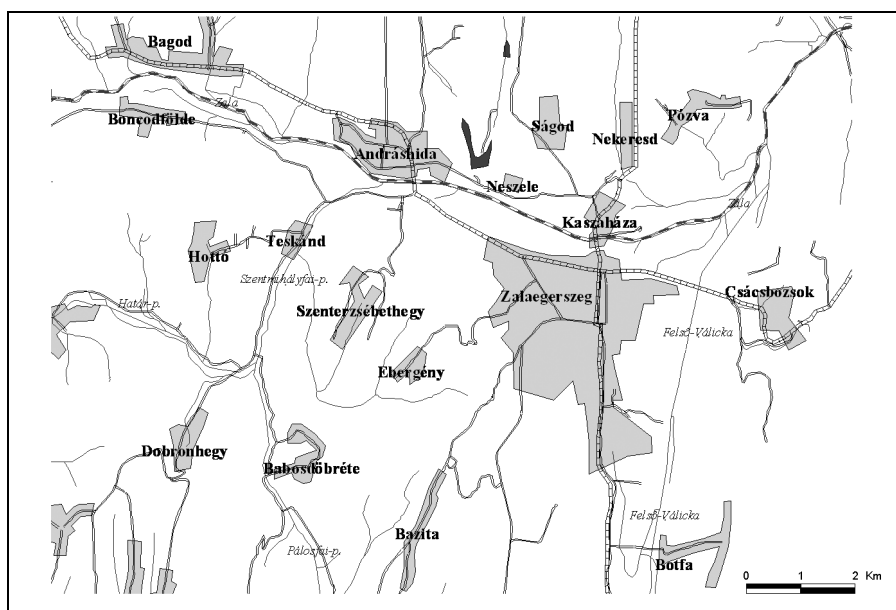 Bagod
Zala
Boncodfölde
Andráshida
Ságod
Nekeresd
Pózva
Neszele
Kaszaháza
Zala
Teskánd
Hottó
Szentmihályfai-p.
Határ-p.
Szenterzsébethegy
Zalaegerszeg
Csácsbozsok
Felső-Válicka
Ebergény
Dobronhegy
Babosdöbréte
Bazita
Felső-Válicka
Pálosfai-p.
Botfa
0 1 2 Km